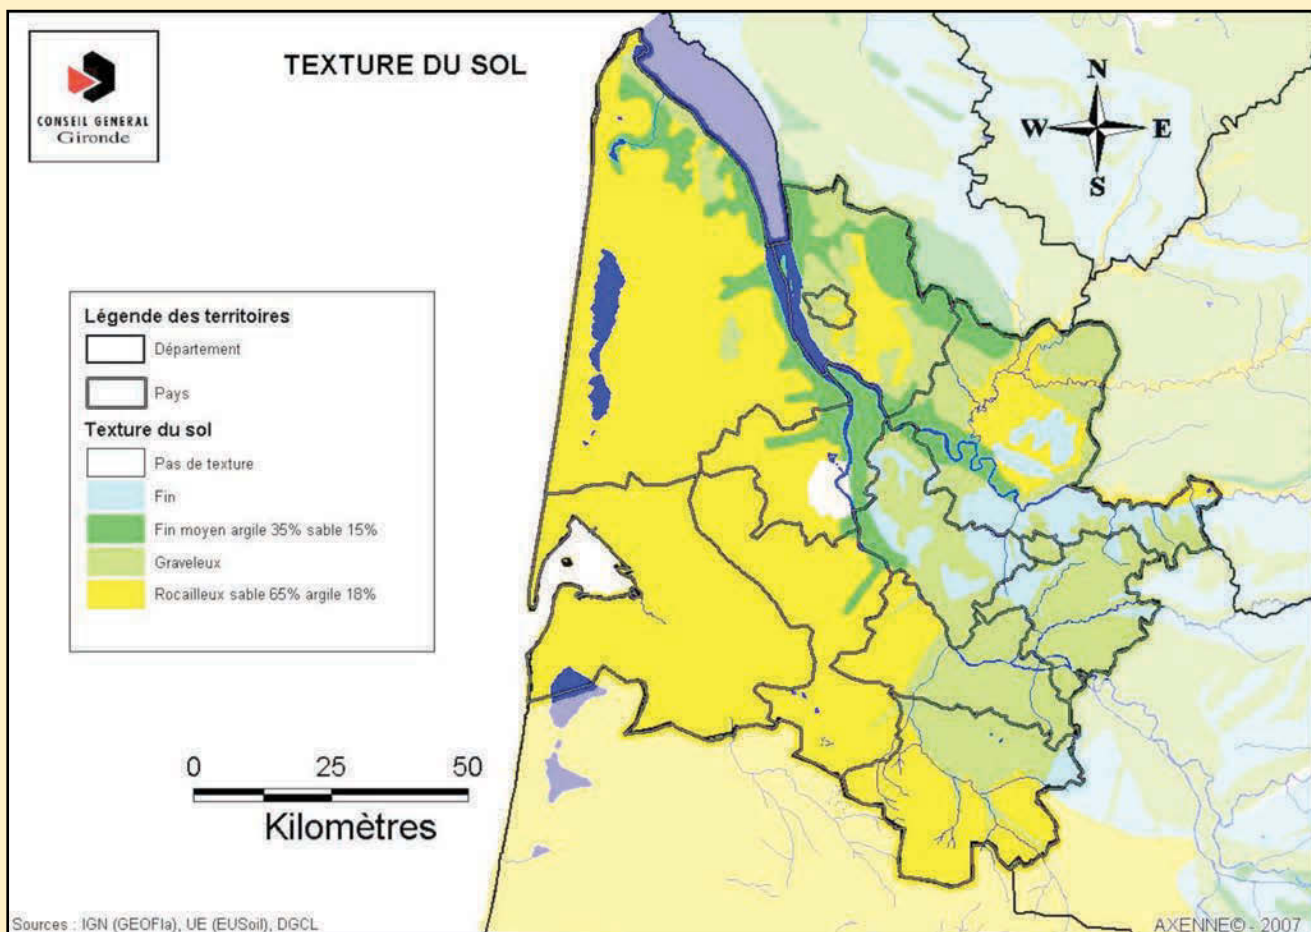 CONSEIL GENERAL
Gironde
TEXTURE DU SOL
N
W E
S
Légende des territoires
Département
Pays
Texture du sol
Pas de texture
Fin
Fin moyen argile 35% sable 15%
Graveleux
Rocailleux sable 65% argile 18%
0 25 50
Kilomètres
Sources : IGN (GEOFla), UE (EUSoil), DGCL
AXENNE© - 2007